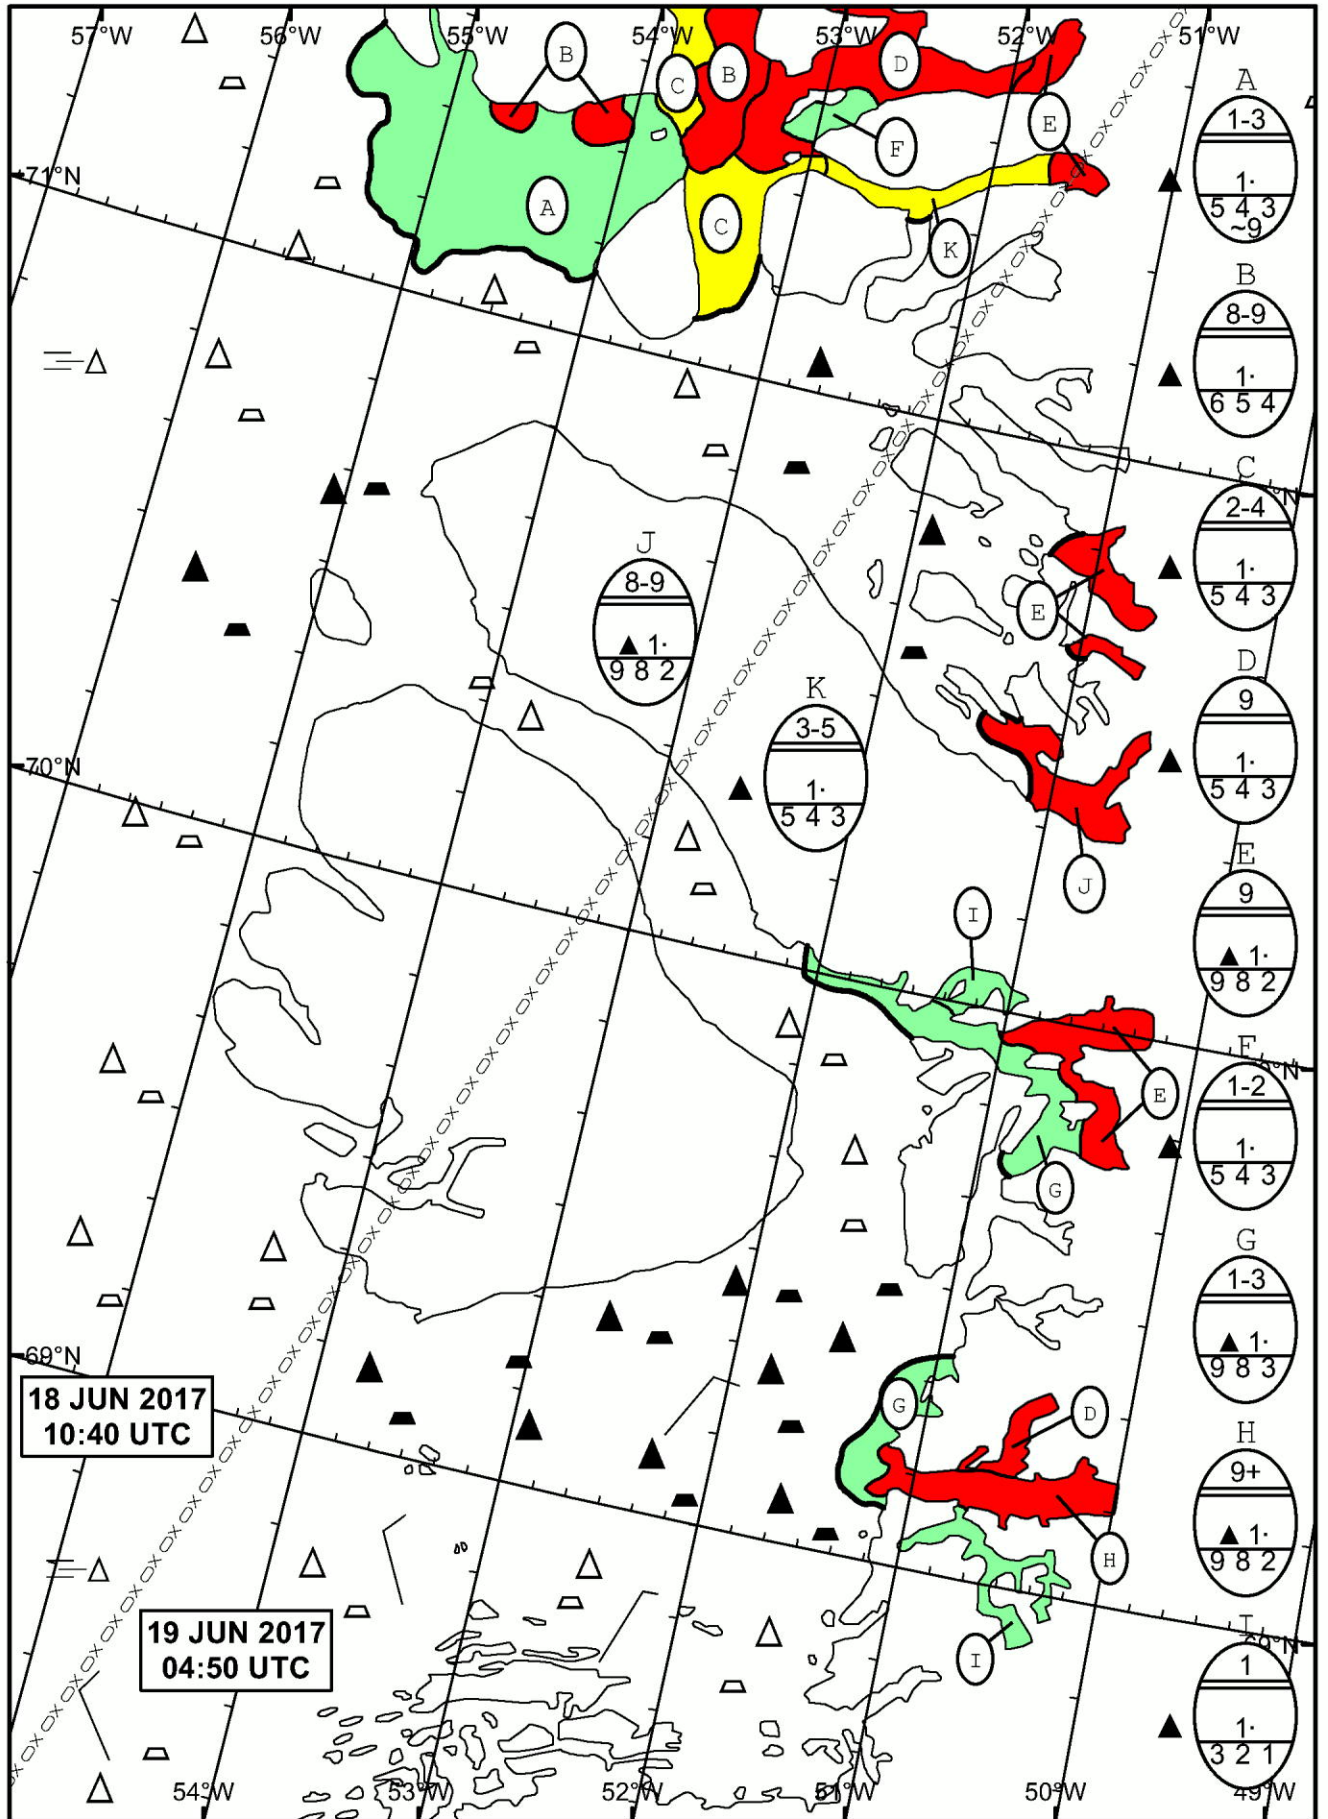 57°W 56°W 55°W 54°W 53°W 52°W 51°W
B
C
B
D
E
F
A
C
K
71°N
A
1-3
1·
5 4 3
~9
B
8-9
1·
6 5 4
C
2-4
1·
5 4 3
°N
E
J
8-9
1·
9 8 2
D
9
1·
5 4 3
K
3-5
1·
5 4 3
70°N
J
E
9
1·
9 8 2
I
F
°N
1-2
1·
5 4 3
E
G
G
1-3
1·
9 8 3
69°N
18 JUN 2017
10:40 UTC
G
D
H
9+
1·
9 8 2
H
19 JUN 2017
04:50 UTC
I
9°N
1
1·
3 2 1
I
54°W 53°W 52°W 51°W 50°W 49°W